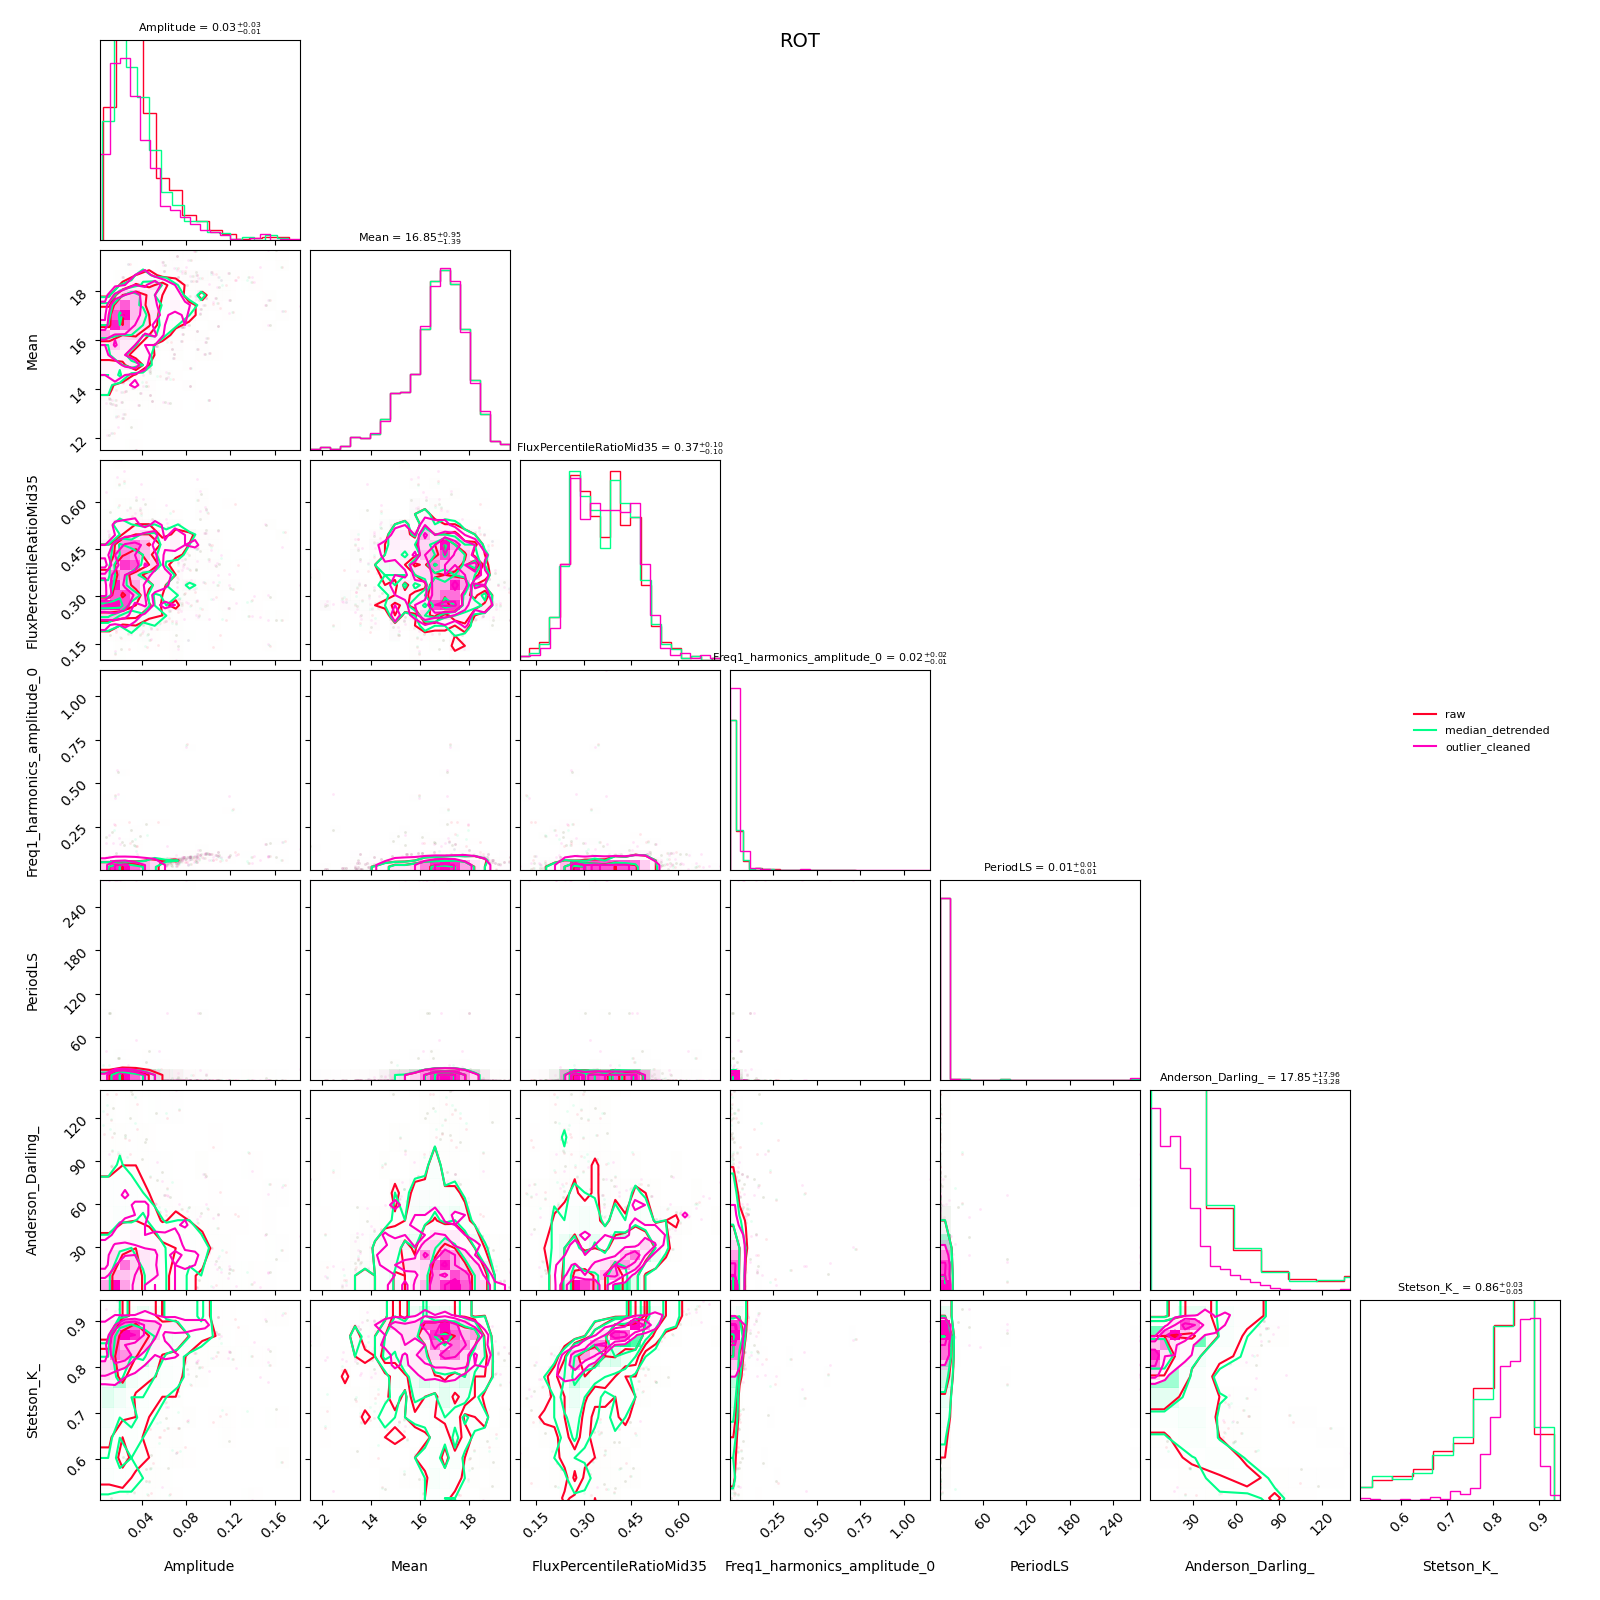 ROT
Amplitude = 0.03+0.03−0.01
Mean = 16.85+0.95−1.39
18
16
14
12
Mean
FluxPercentileRatioMid35 = 0.37+0.10−0.10
0.60
0.45
0.30
0.15
FluxPercentileRatioMid35
Freq1_harmonics_amplitude_0 = 0.02+0.02−0.01
1.00
0.75
0.50
0.25
Freq1_harmonics_amplitude_0
raw
median_detrended
outlier_cleaned
PeriodLS = 0.01+0.01−0.01
240
180
120
60
PeriodLS
Anderson_Darling_ = 17.85+17.96−13.28
120
90
60
30
Anderson_Darling_
Stetson_K_ = 0.86+0.03−0.05
0.9
0.8
0.7
0.6
Stetson_K_
0.04 0.08 0.12 0.16 12 14 16 18 0.15 0.30 0.45 0.60 0.25 0.50 0.75 1.00 60 120 180 240 30 60 90 120 0.6 0.7 0.8 0.9
Amplitude Mean FluxPercentileRatioMid35 Freq1_harmonics_amplitude_0 PeriodLS Anderson_Darling_ Stetson_K_